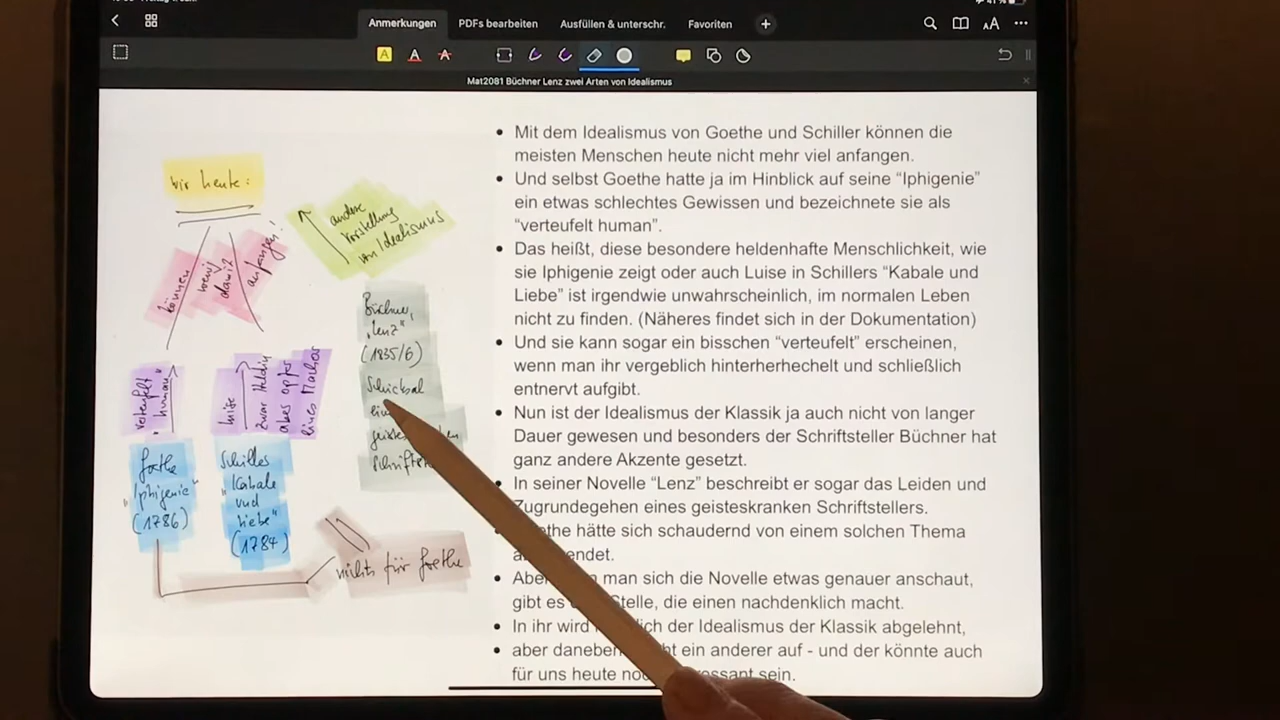 Anmerkungen
PDFs bearbeiten
Ausfüllen & unterschr.
Favoriten
Mat2081 Büchner Lenz zwei Arten von Idealismus
wir heute:
können
wenig
damit
anfangen!
andere
Vorstellung
von Idealismus
Büchner,
„Lenz"
(1835/6)
Schicksal
verteufelt
"human"
Luise
zwar Heldin
aber Opfer
eines Machos
Goethe
"Iphigenie"
(1786)
Schiller
"Kabale
und
Liebe"
(1784)
nichts für Goethe
• Mit dem Idealismus von Goethe und Schiller können die
meisten Menschen heute nicht mehr viel anfangen.
• Und selbst Goethe hatte ja im Hinblick auf seine “Iphigenie”
ein etwas schlechtes Gewissen und bezeichnete sie als
“verteufelt human”.
• Das heißt, diese besondere heldenhafte Menschlichkeit, wie
sie Iphigenie zeigt oder auch Luise in Schillers “Kabale und
Liebe” ist irgendwie unwahrscheinlich, im normalen Leben
nicht zu finden. (Näheres findet sich in der Dokumentation)
• Und sie kann sogar ein bisschen “verteufelt” erscheinen,
wenn man ihr vergeblich hinterherhechelt und schließlich
entnervt aufgibt.
• Nun ist der Idealismus der Klassik ja auch nicht von langer
Dauer gewesen und besonders der Schriftsteller Büchner hat
ganz andere Akzente gesetzt.
• In seiner Novelle “Lenz” beschreibt er sogar das Leiden und
Zugrundegehen eines geisteskranken Schriftstellers.
hätte sich schaudernd von einem solchen Thema
• man sich die Novelle etwas genauer anschaut,
gibt es Stelle, die einen nachdenklich macht.
• In ihr wird der Idealismus der Klassik abgelehnt,
• aber daneben ein anderer auf - und der könnte auch
für uns heute sein.